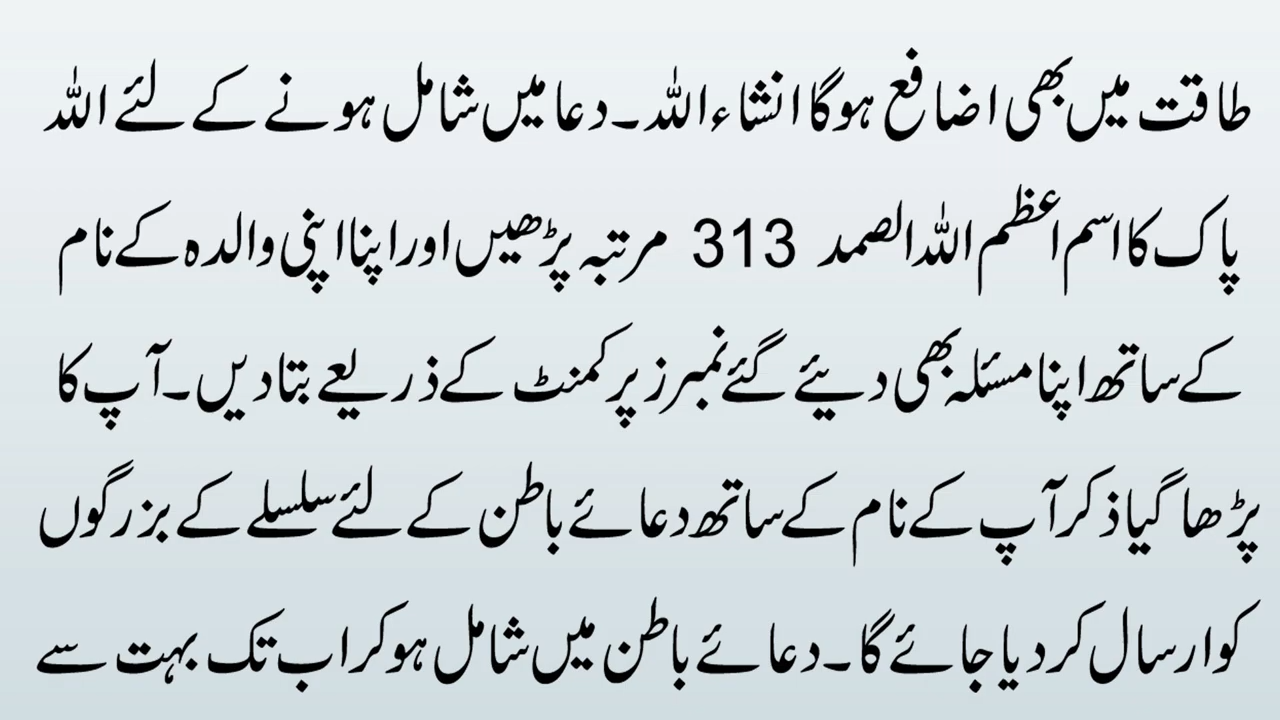 طاقت میں بھی اضافع ہوگا انشاءاللہ۔ دعا میں شامل ہونے کے لئے اللہ
پاک کا اسم اعظم اللہ الصمد 313 مرتبہ پڑھیں اور اپنا اپنی والدہ کے نام
کے ساتھ اپنا مسئلہ بھی دیئے گئے نمبرز پر کمنٹ کے ذریعے بتا دیں۔ آپ کا
پڑھا گیا ذکر آپ کے نام کے ساتھ دعائے باطن کے لئے سلسلے کے بزرگوں
کو ارسال کر دیا جائے گا۔ دعائے باطن میں شامل ہو کر اب تک بہت سے